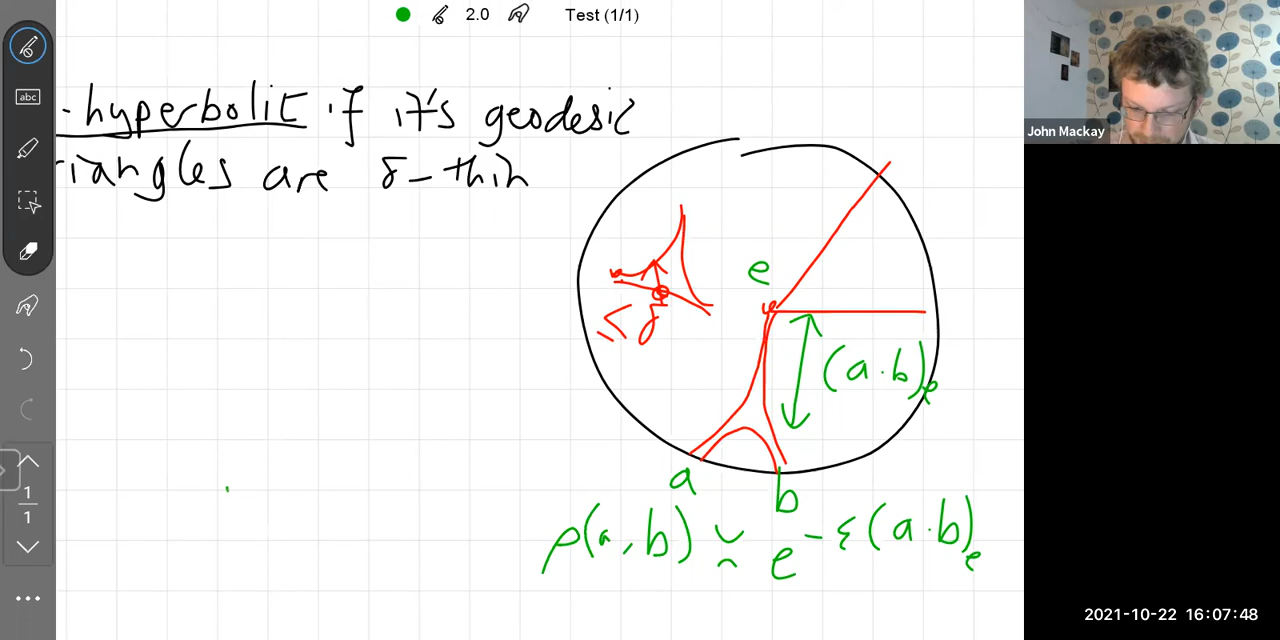 2.0
Test (1/1)
abc
-hyperbolic if it's geodesic
riangles are δ-thin
John Mackay
e
≤ δ
(a·b)e
a
b
ρ(a,b) ≍ e^-ε(a·b)e
1
1
2021-10-22 16:07:48